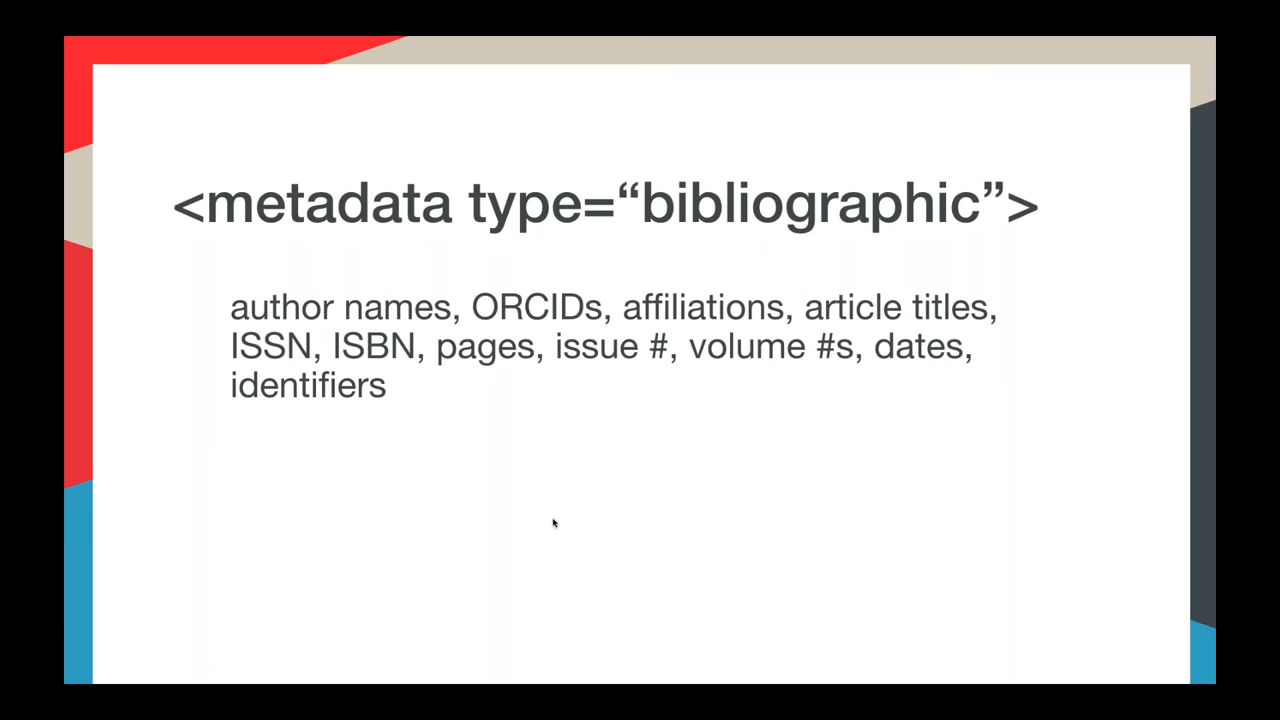 <metadata type=“bibliographic”>
author names, ORCIDs, affiliations, article titles,
ISSN, ISBN, pages, issue #, volume #s, dates,
identifiers